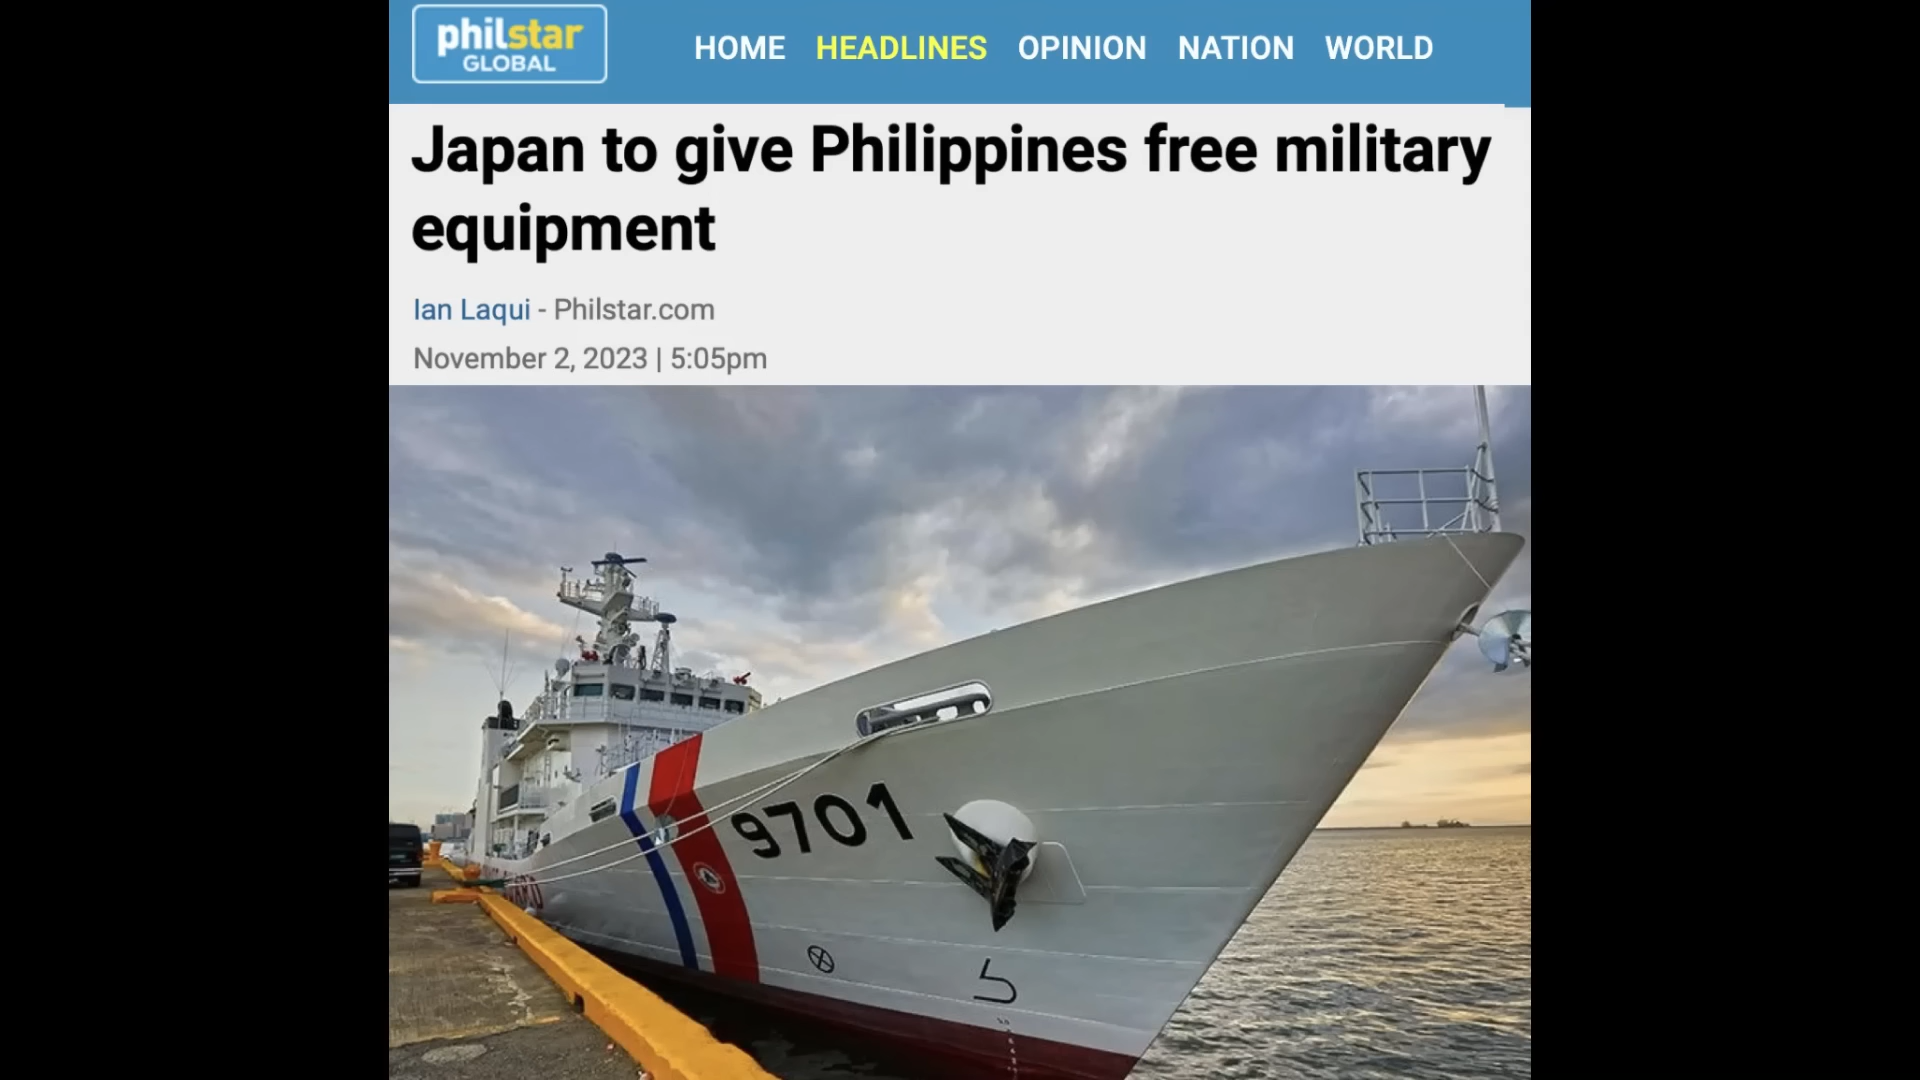 philstar
GLOBAL
HOME HEADLINES OPINION NATION WORLD
Japan to give Philippines free military
equipment
Ian Laqui - Philstar.com
November 2, 2023 | 5:05pm
9701